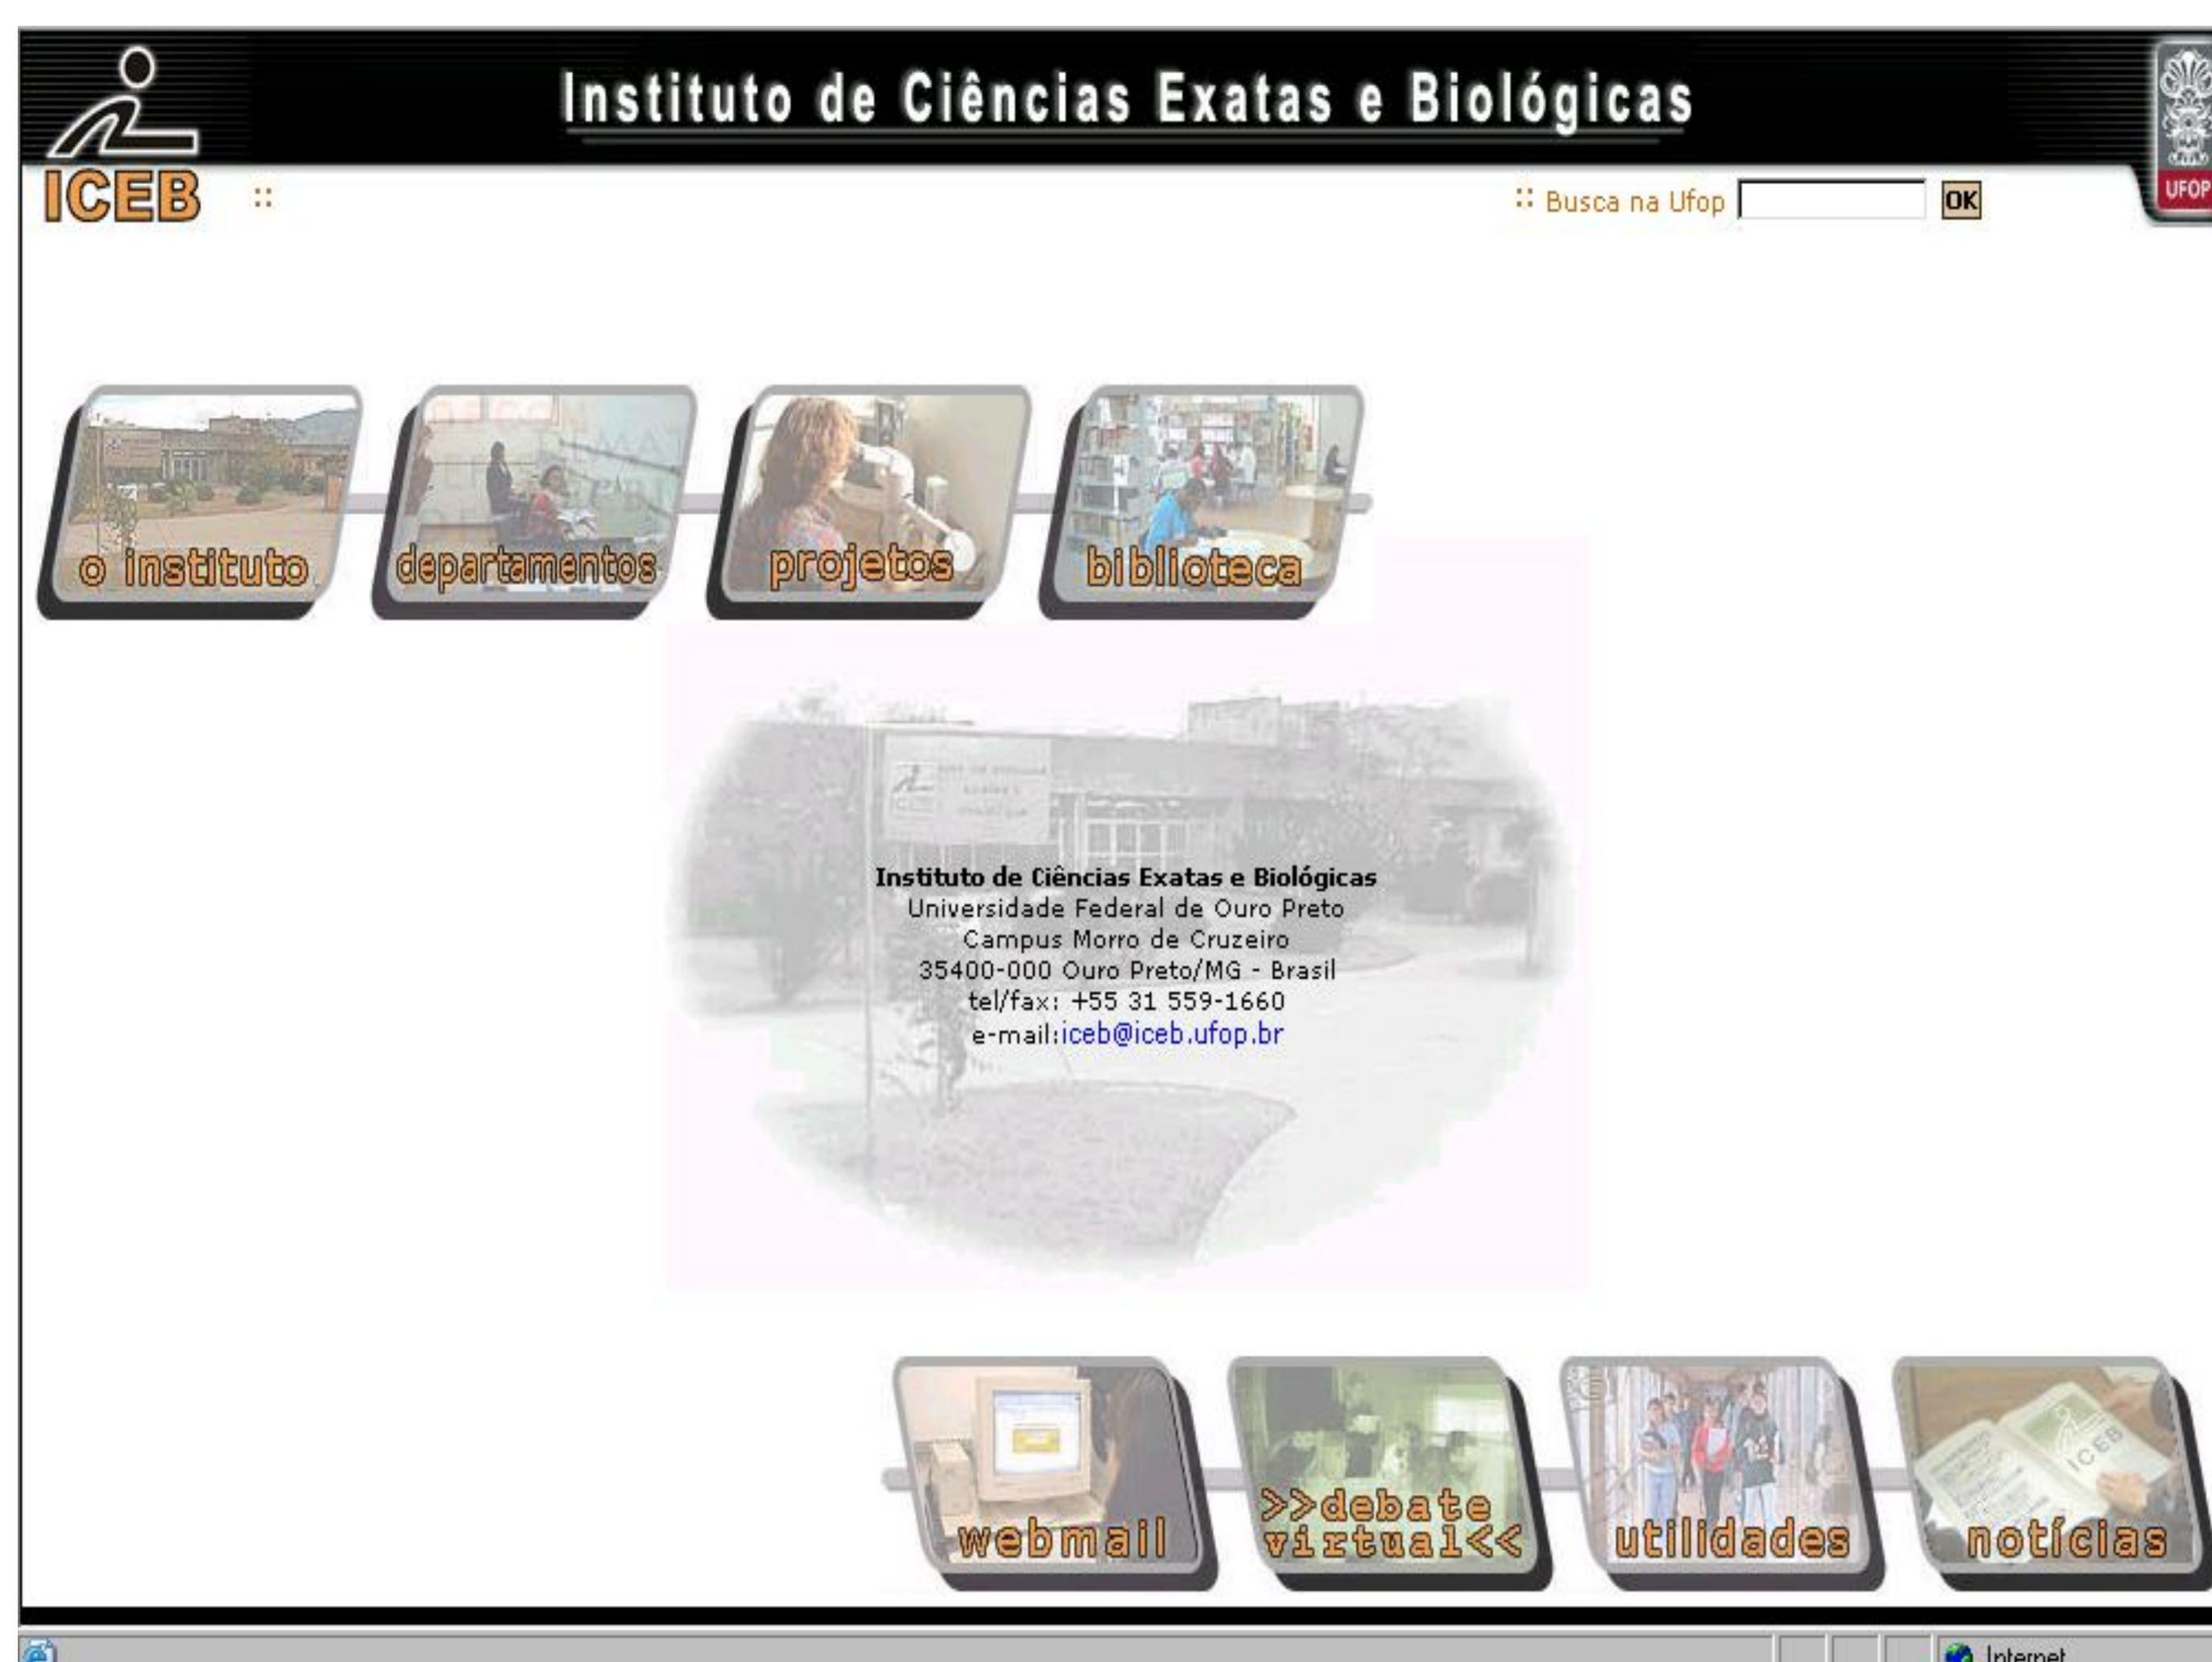 Instituto de Ciências Exatas e Biológicas
ICEB
:: Busca na Ufop OK
UFOP
o instituto
departamentos
projetos
biblioteca
Instituto de Ciências Exatas e Biológicas
Universidade Federal de Ouro Preto
Campus Morro de Cruzeiro
35400-000 Ouro Preto/MG - Brasil
tel/fax: +55 31 559-1660
e-mail:iceb@iceb.ufop.br
ICEB
webmail
>>debate
virtual<<
utilidades
notícias
Internet